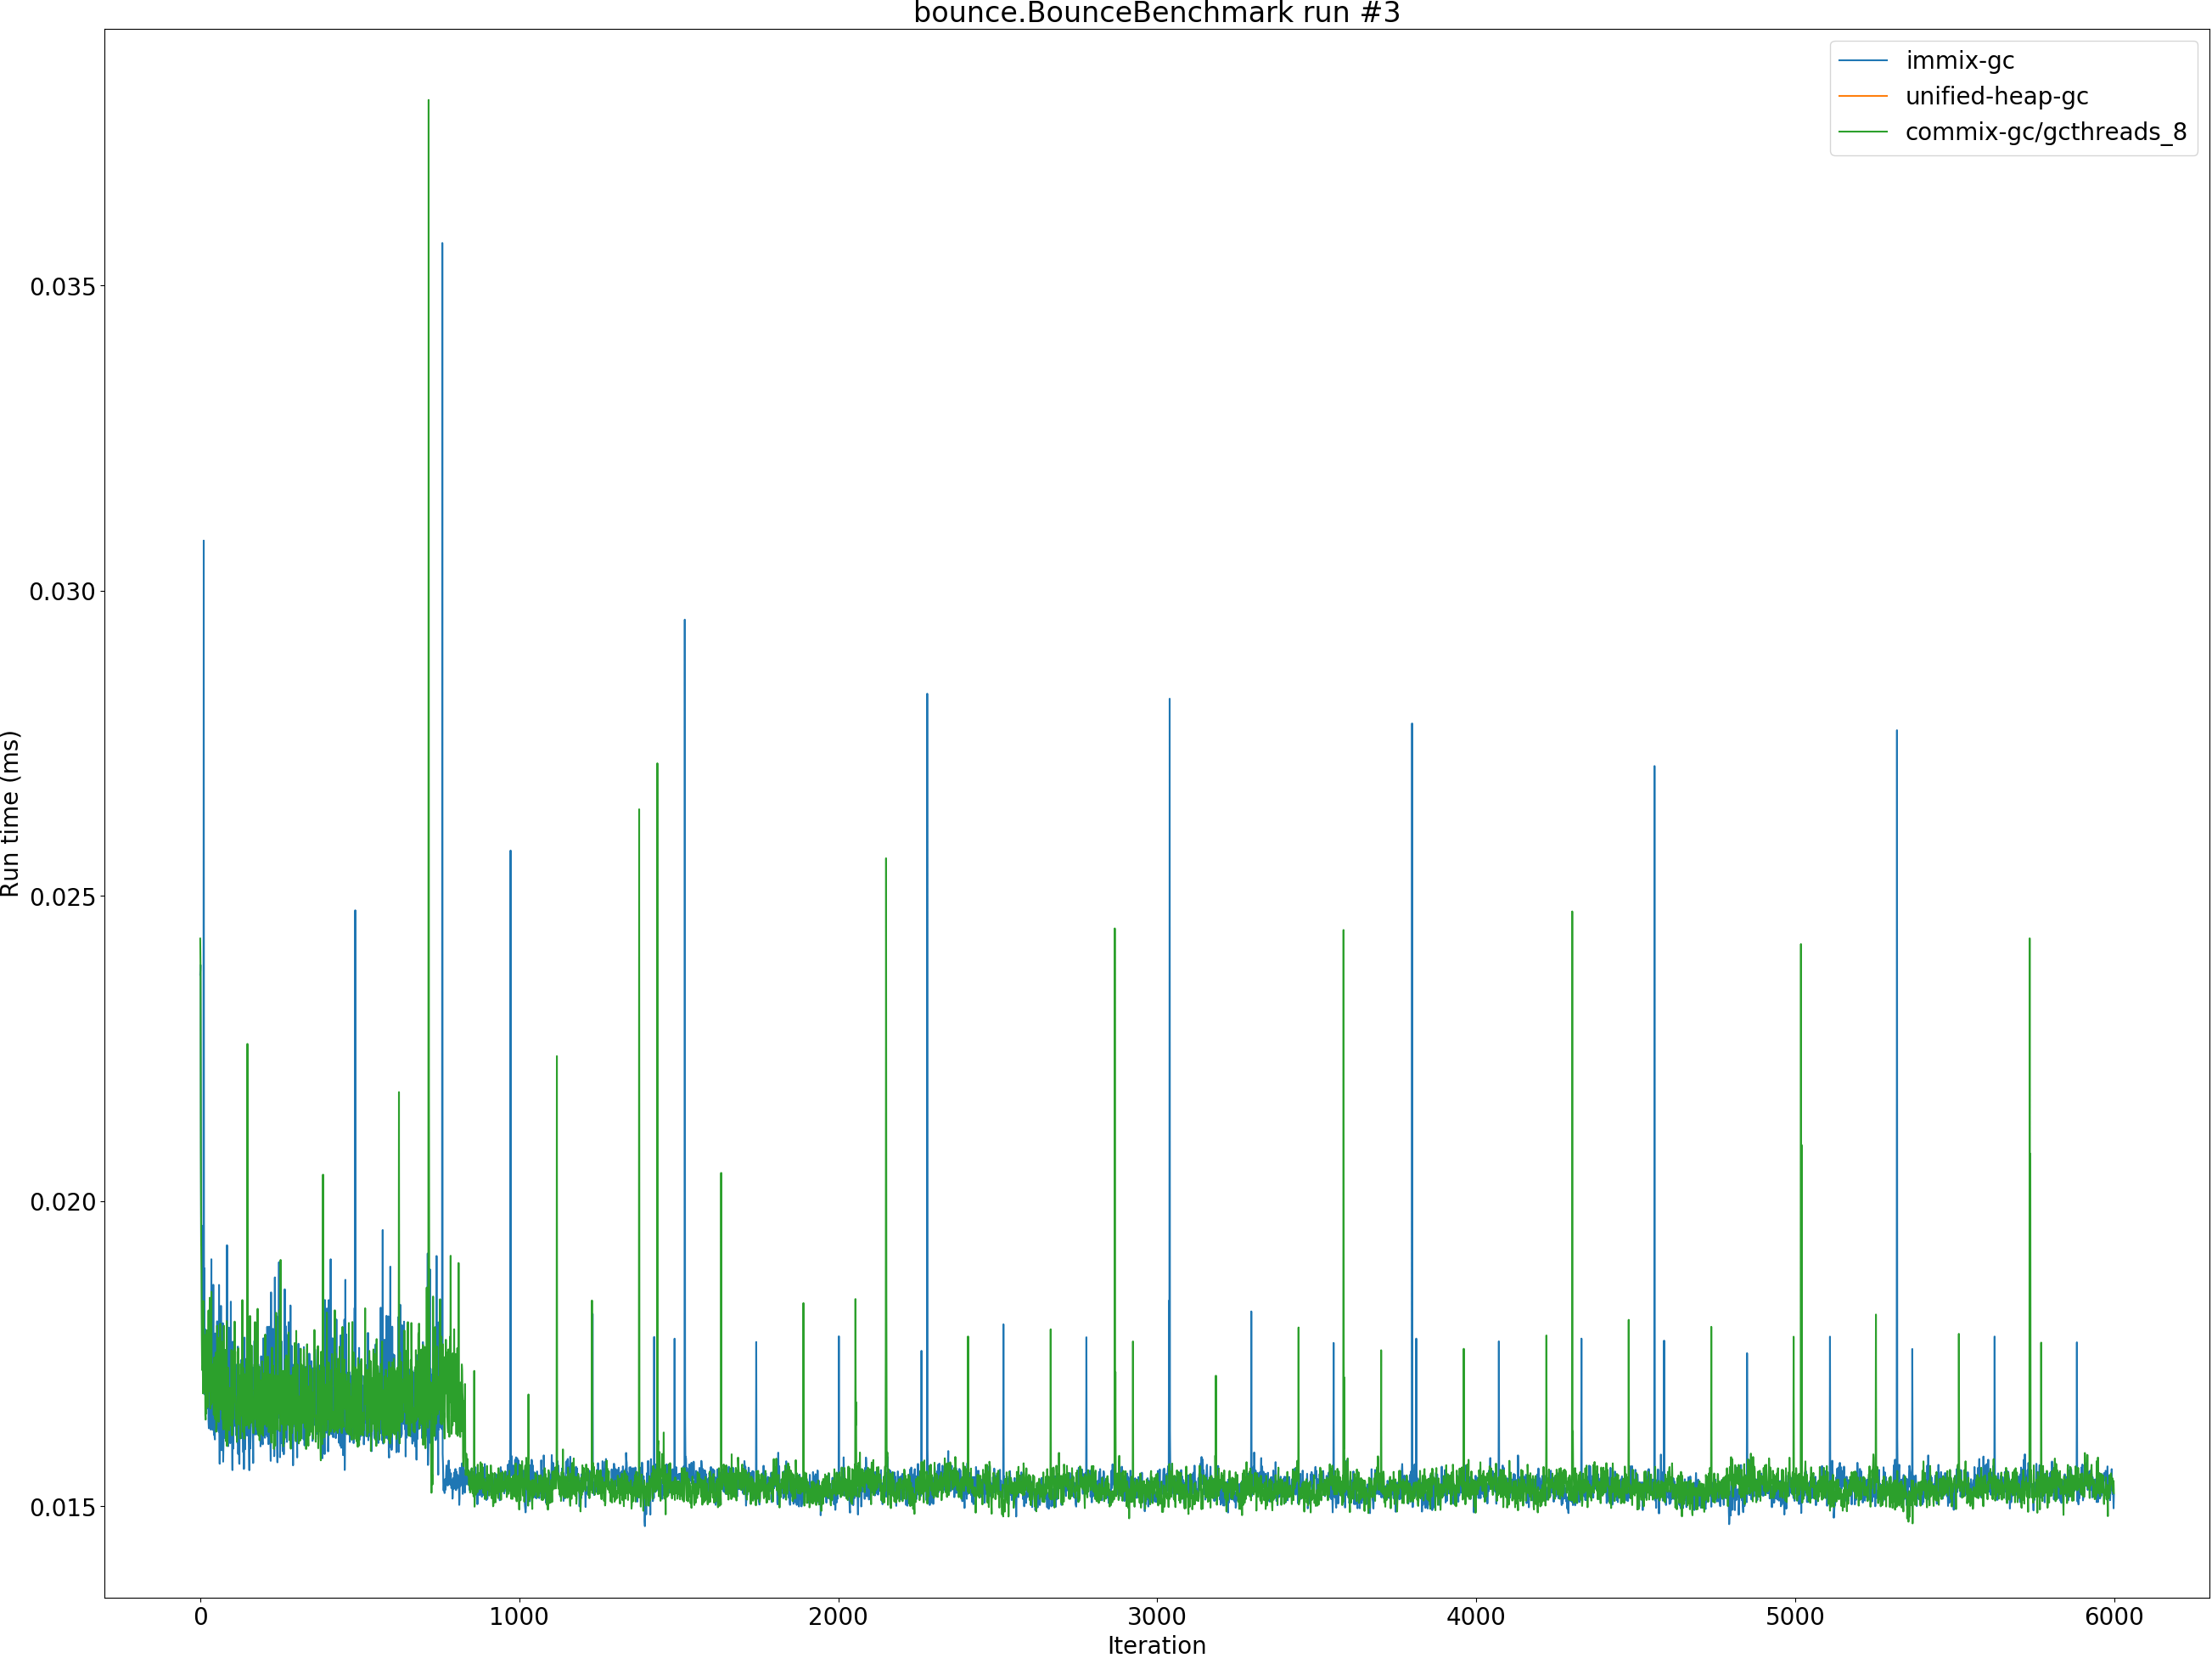 bounce.BounceBenchmark run #3
immix-gc
unified-heap-gc
commix-gc/gcthreads_8
Run time (ms)
0.035
0.030
0.025
0.020
0.015
0 1000 2000 3000 4000 5000 6000
Iteration